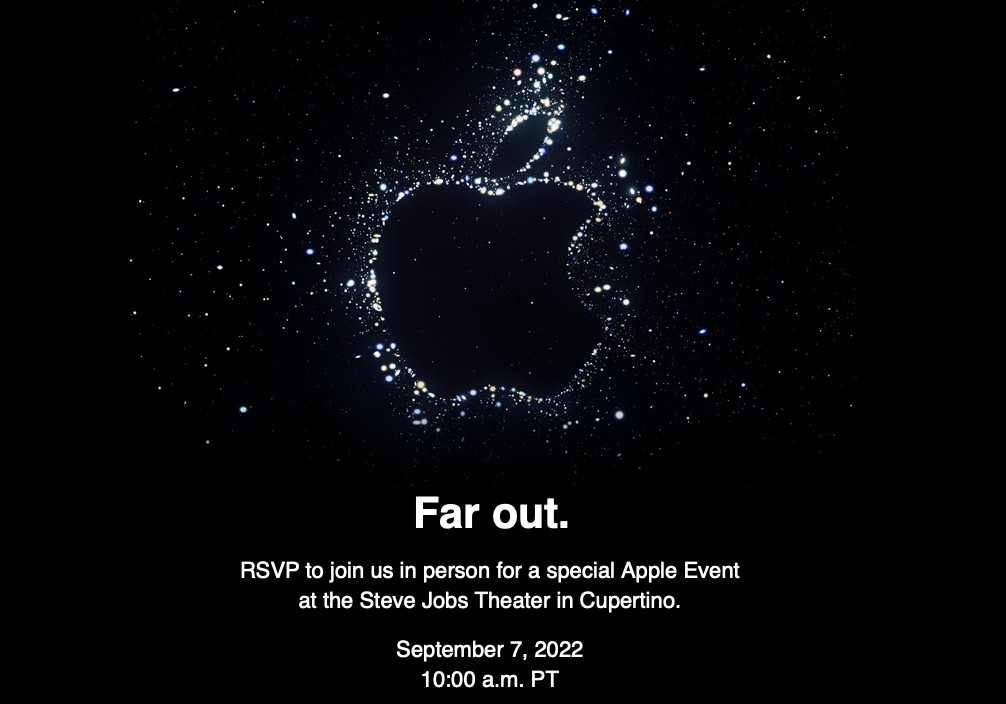 Far out.
RSVP to join us in person for a special Apple Event
at the Steve Jobs Theater in Cupertino.
September 7, 2022
10:00 a.m. PT